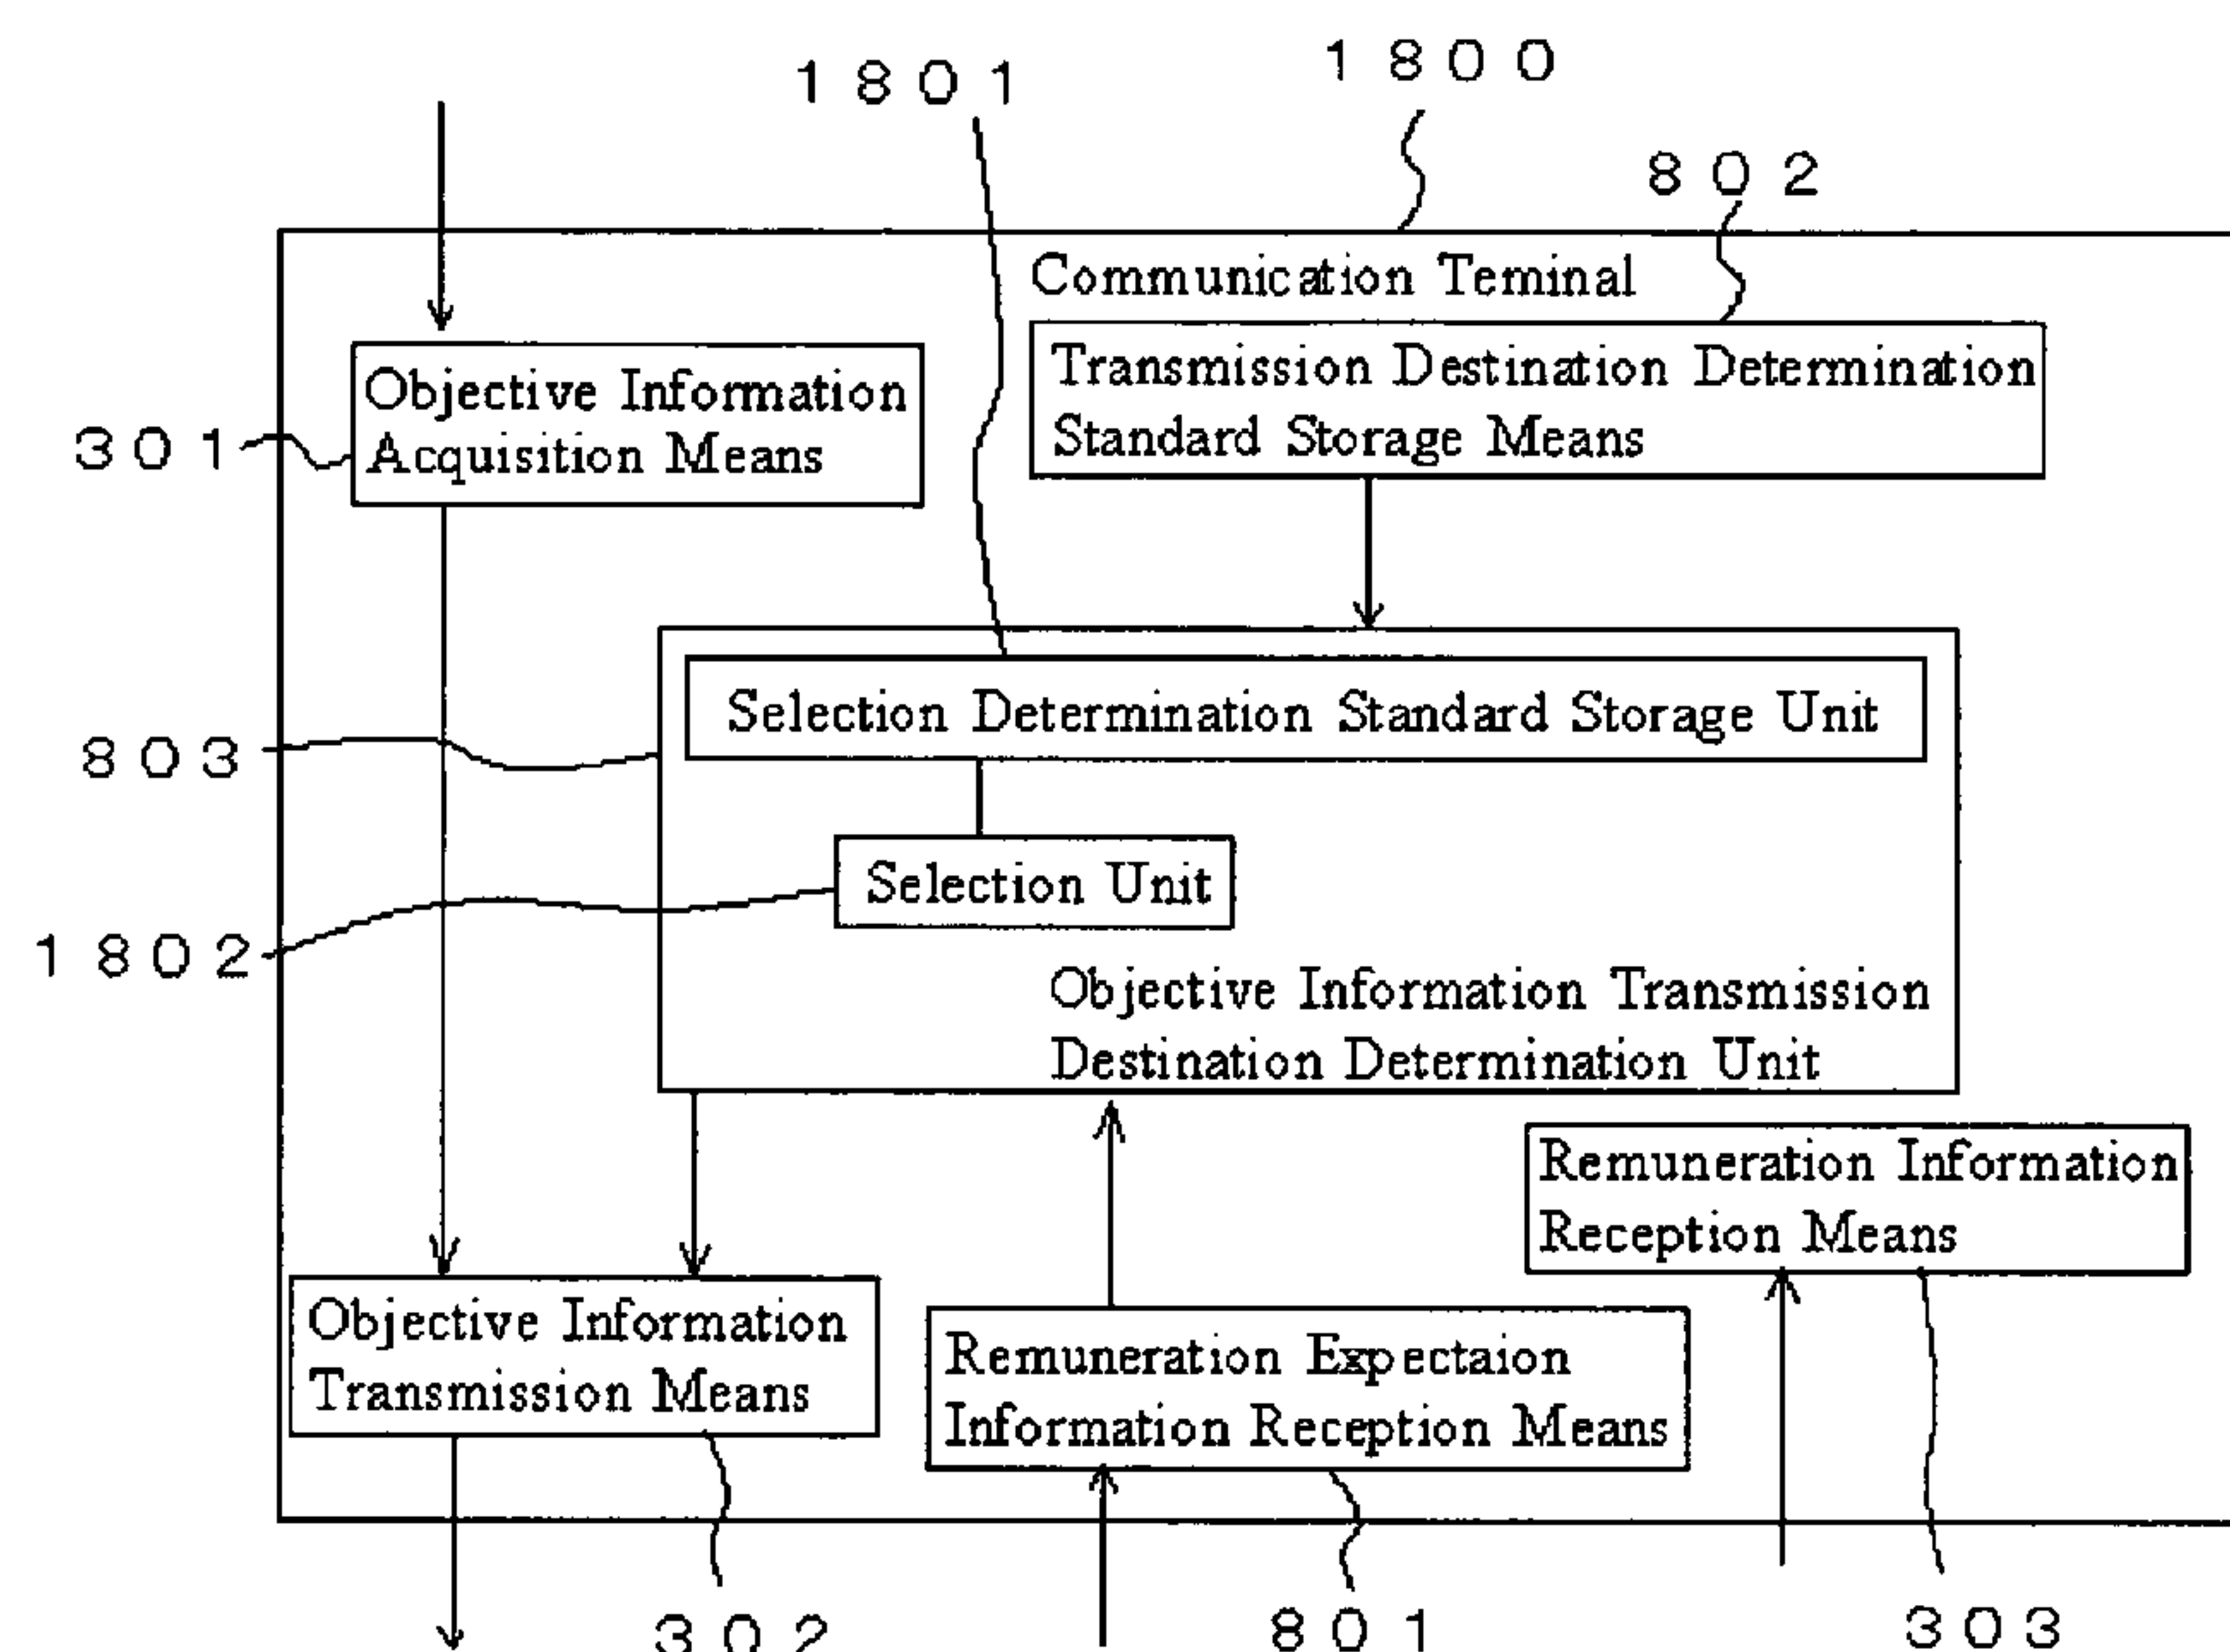 1800
1801
802
Communication Teminal
Transmission Destination Determination
Standard Storage Means
Objective Information
Acquisition Means
301
Selection Determination Standard Storage Unit
803
Selection Unit
1802
Objective Information Transmission
Destination Determination Unit
Remuneration Information
Reception Means
Objective Information
Transmission Means
Remuneration Expectaion
Information Reception Means
302
801
303